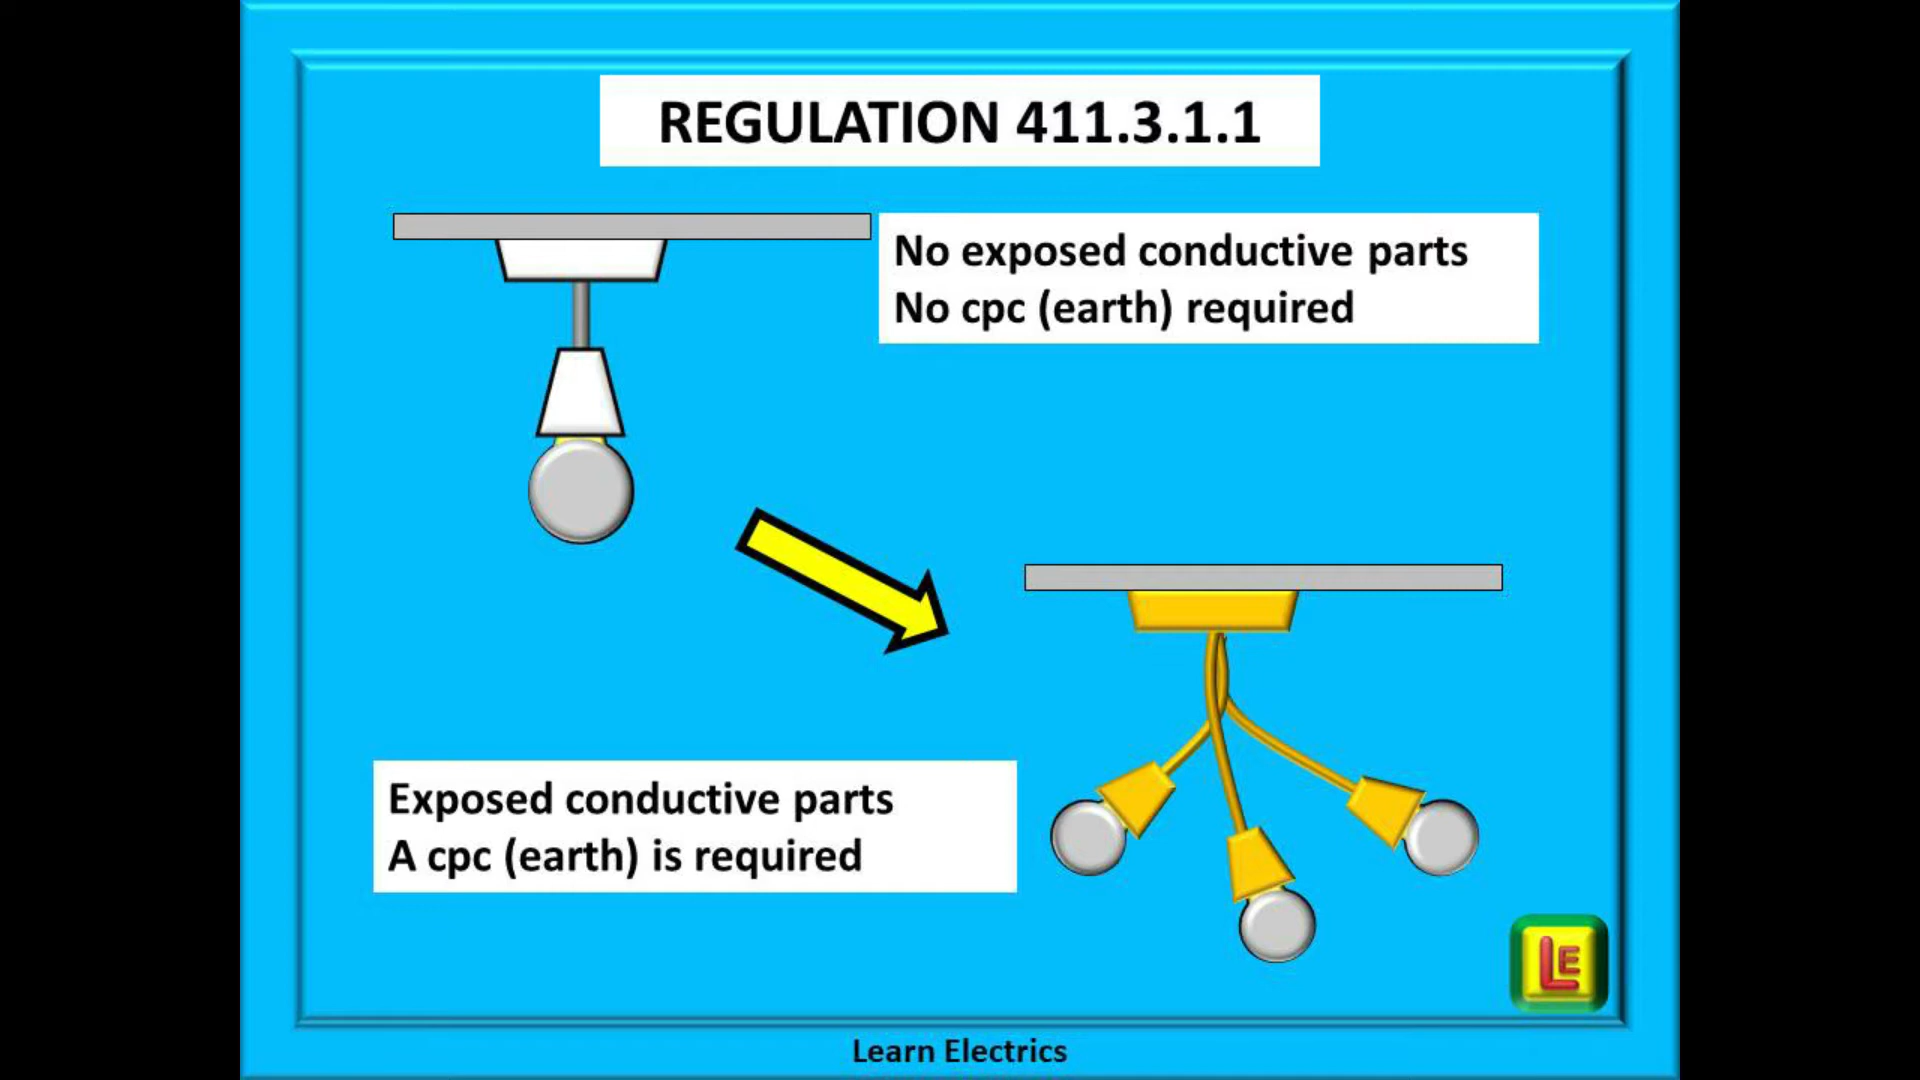 REGULATION 411.3.1.1
No exposed conductive parts
No cpc (earth) required
Exposed conductive parts
A cpc (earth) is required
LE
Learn Electrics